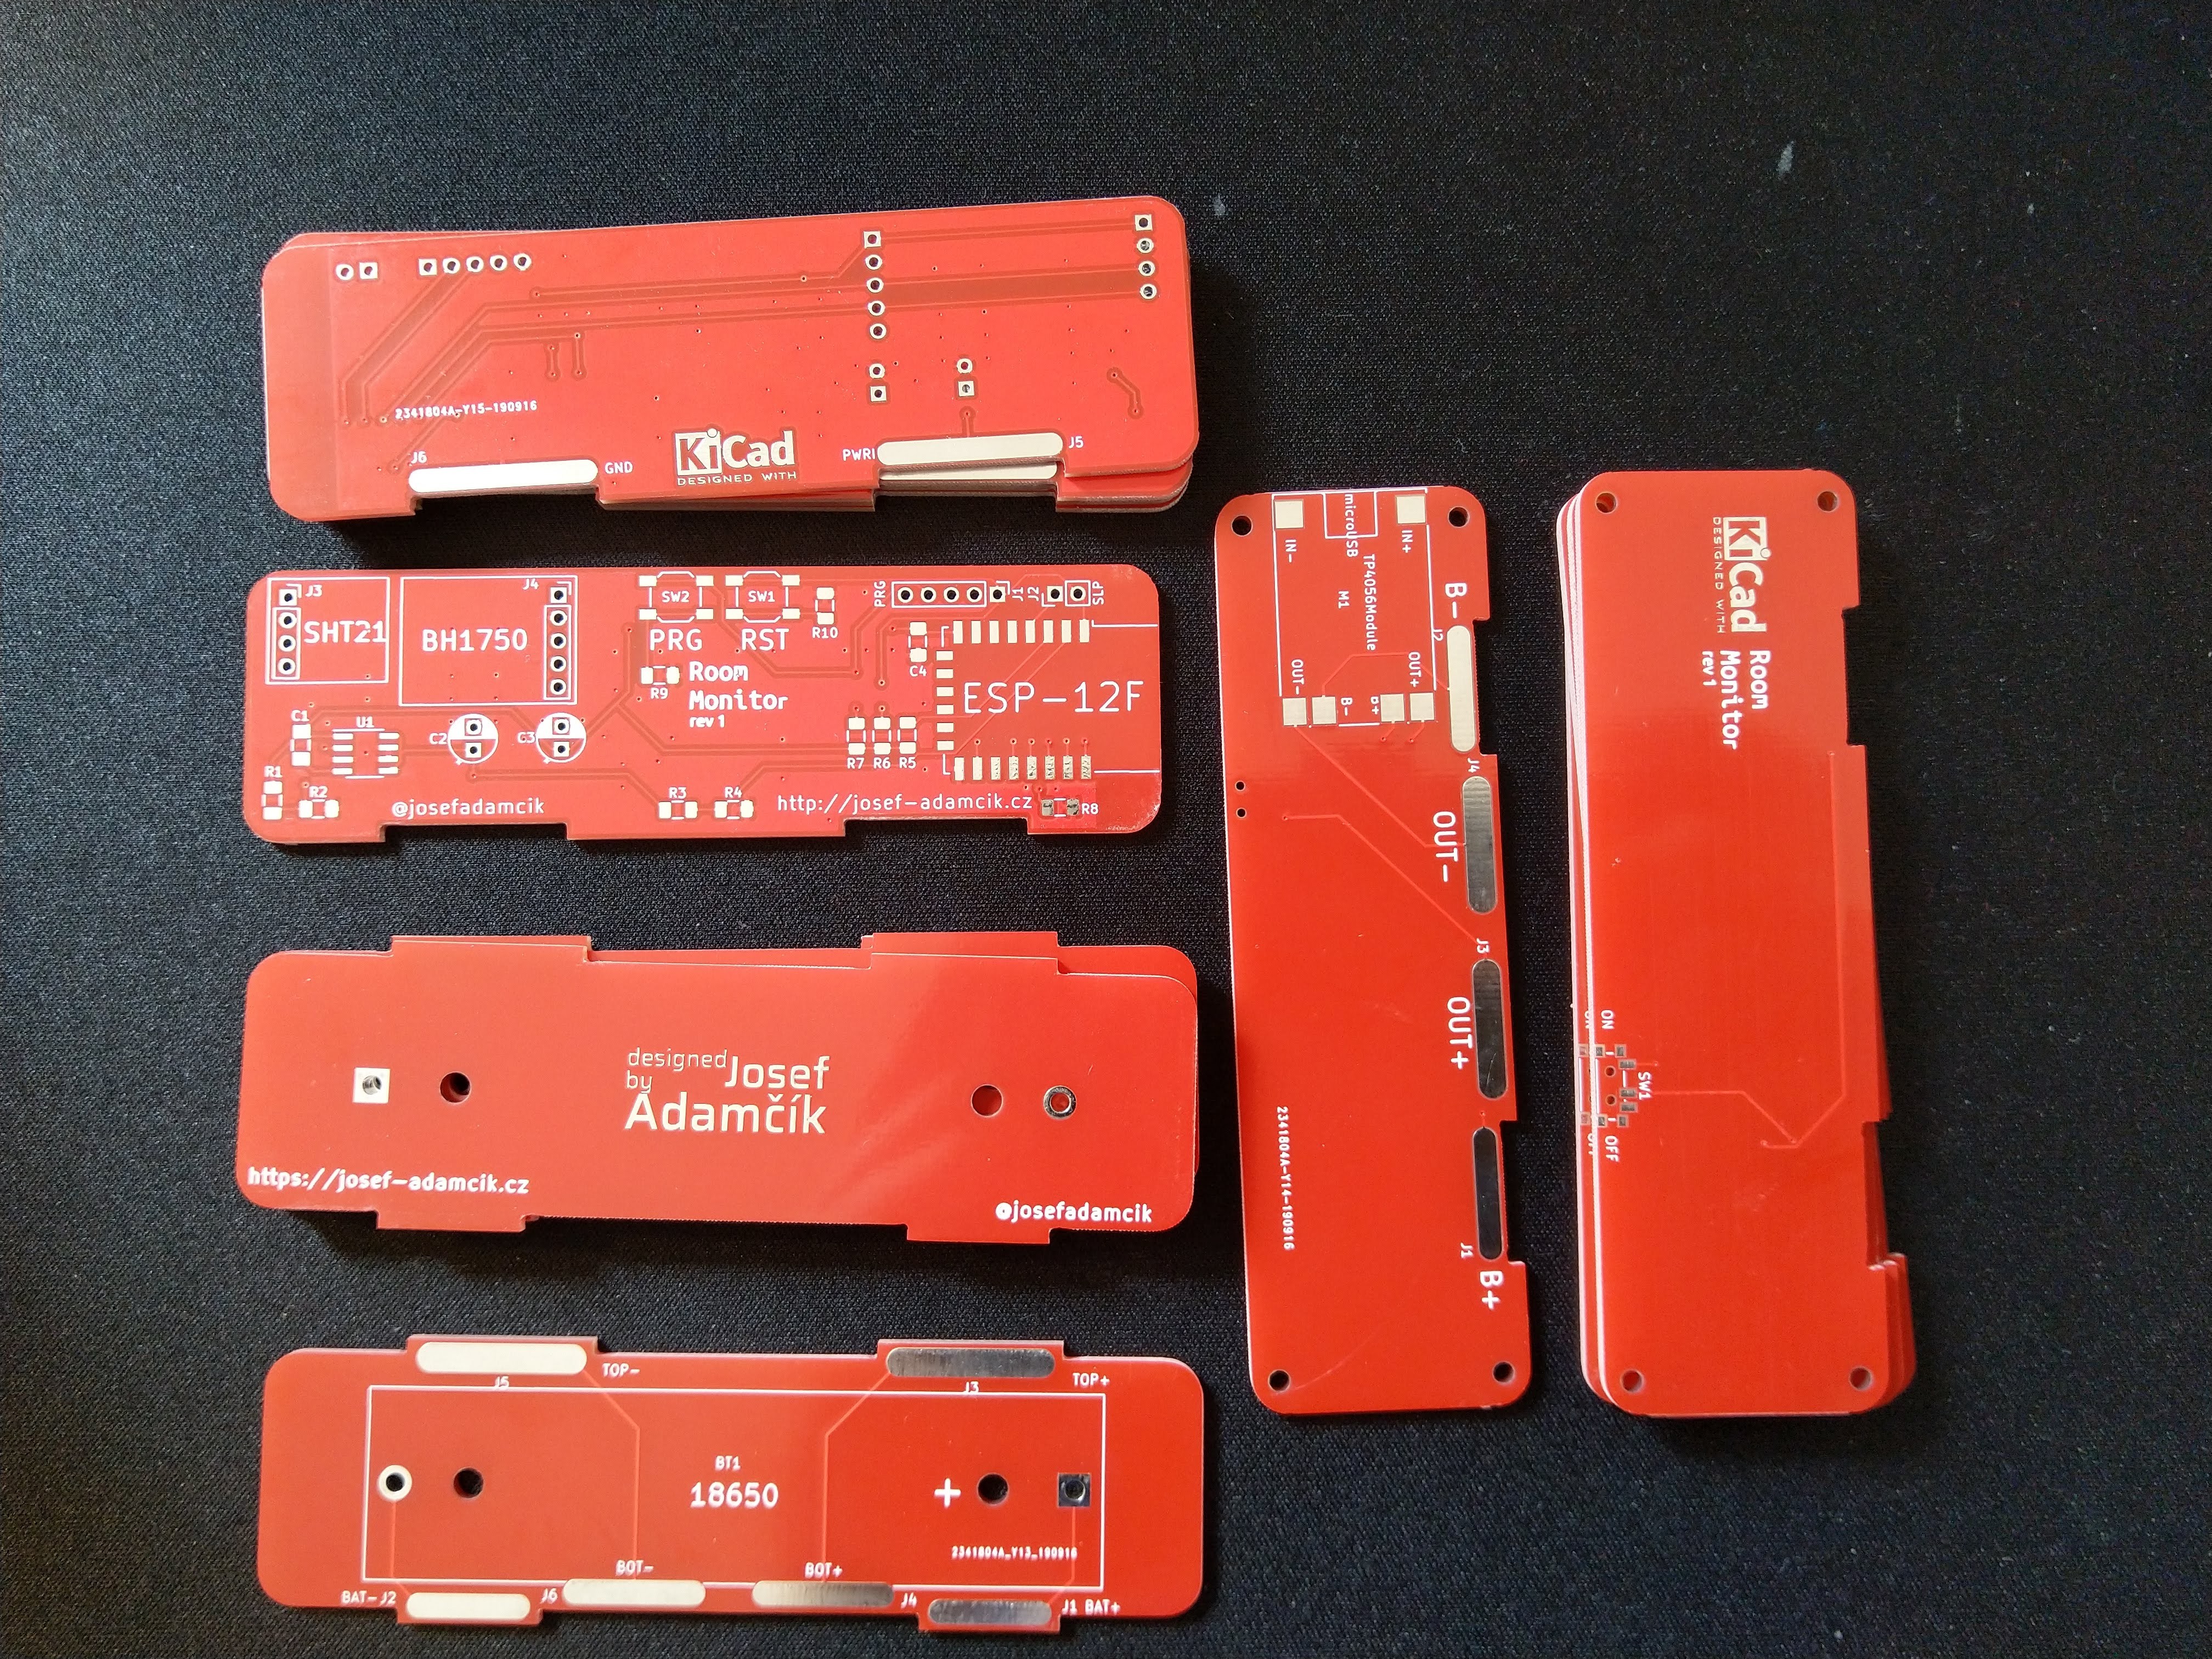 2341804A-Y15-190916
J6
GND
KiCad
DESIGNED WITH
PWR
J5
J3
SHT21
J4
BH1750
SW2
PRG
SW1
RST
R10
PRG
J1
J2
SLP
C4
R9
Room
Monitor
rev 1
ESP-12F
C1
U1
C2
C3
R7
R6
R5
R1
R2
@josefadamcik
R3
R4
http://josef-adamcik.cz
R8
designed
by
Josef
Adamčík
https://josef-adamcik.cz
@josefadamcik
J5
TOP-
J3
TOP+
BT1
18650
+
2341804A_Y13_190916
BAT-
J2
J6
BOT-
BOT+
J4
J1
BAT+
microUSB
IN-
IN+
TP4056Module
M1
OUT-
B-
B+
OUT+
B-
J2
J4
OUT-
J3
OUT+
2341804A-Y14-190916
J1
B+
KiCad
DESIGNED WITH
Room
Monitor
rev 1
ON
SW1
OFF